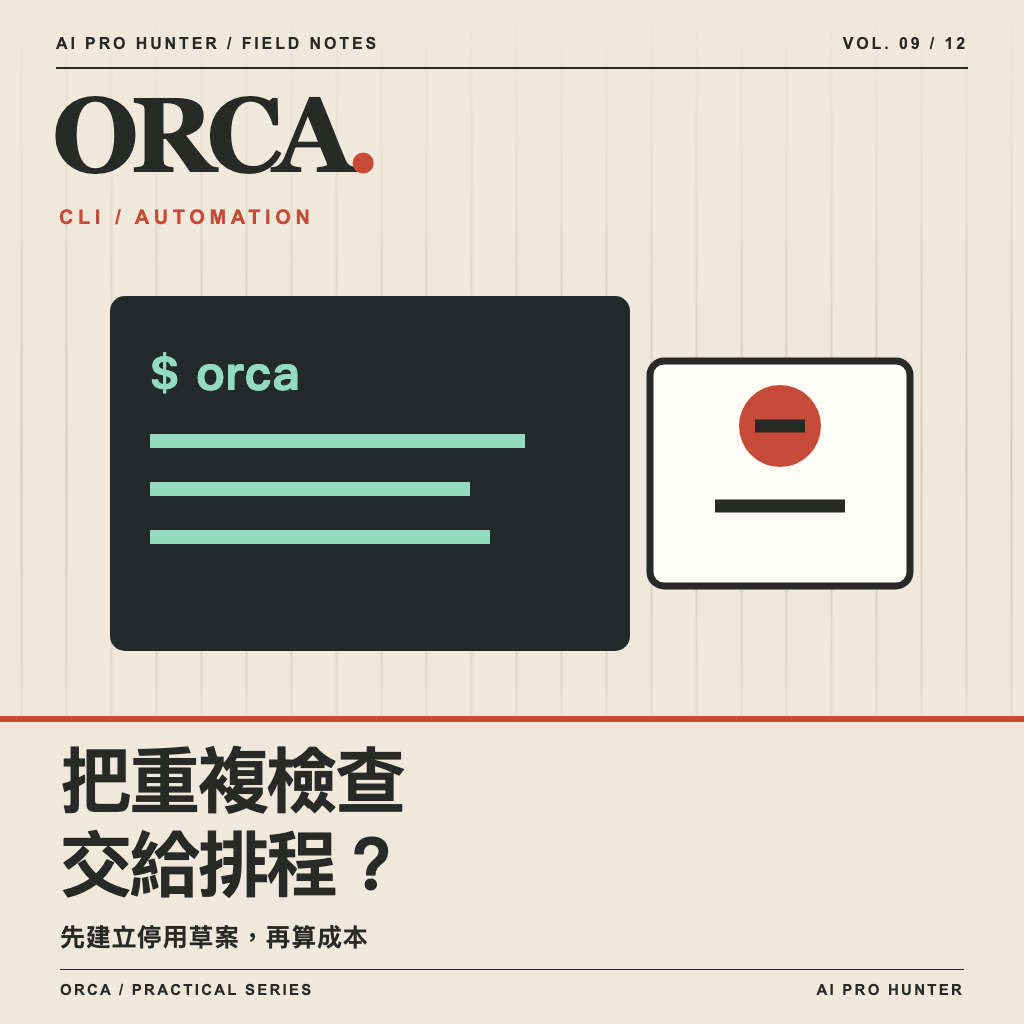 AI PRO HUNTER / FIELD NOTES
VOL. 09 / 12
ORCA.
CLI / AUTOMATION
$ orca
把重複檢查
交給排程？
先建立停用草案，再算成本
ORCA / PRACTICAL SERIES
AI PRO HUNTER